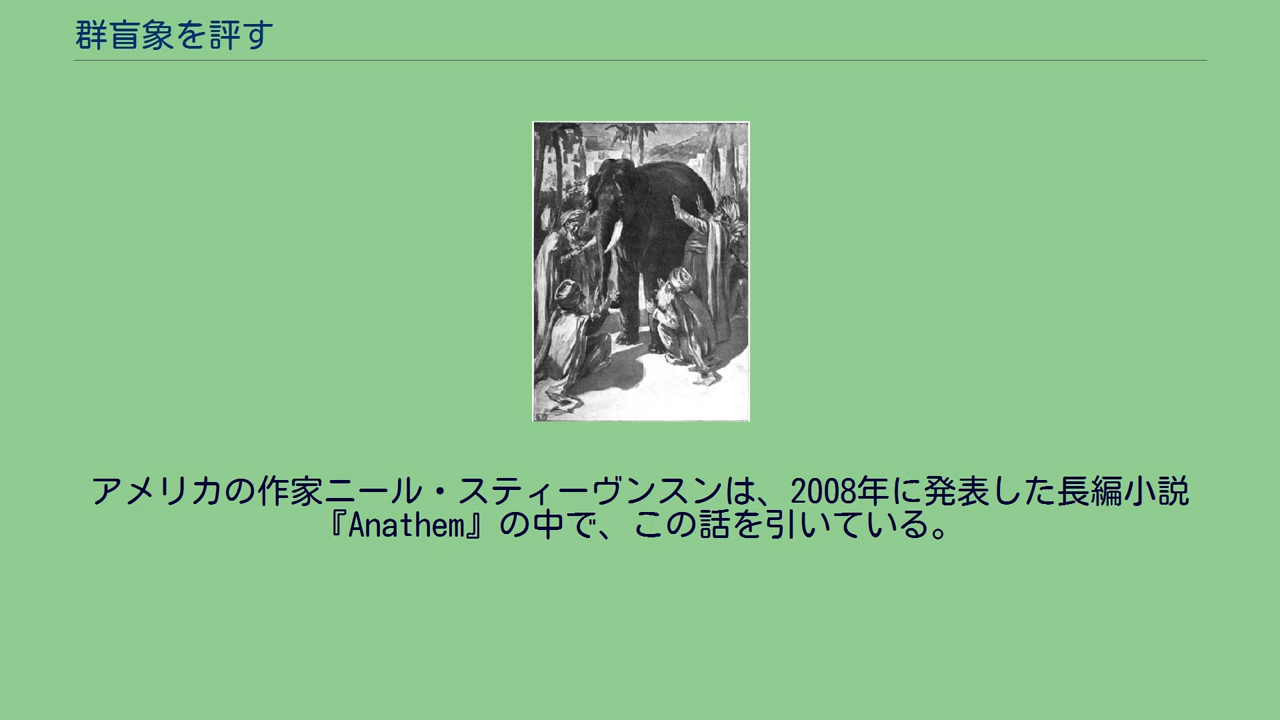 群盲象を評す
アメリカの作家ニール・スティーヴンスンは、2008年に発表した長編小説
『Anathem』の中で、この話を引いている。